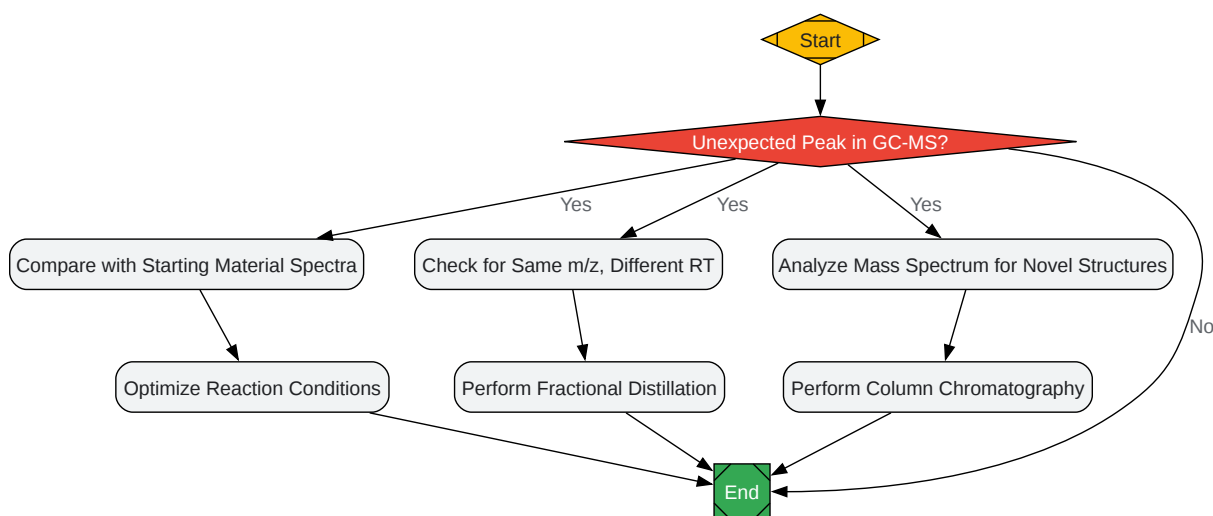 Start
Unexpected Peak in GC-MS?
Yes
Yes
Yes
Compare with Starting Material Spectra
Check for Same m/z, Different RT
Analyze Mass Spectrum for Novel Structures
No
Optimize Reaction Conditions
Perform Fractional Distillation
Perform Column Chromatography
End